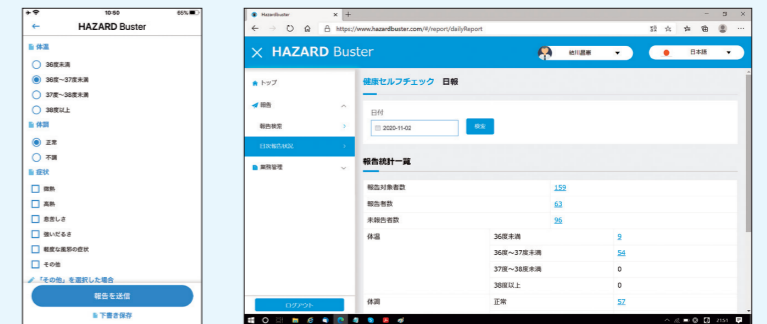 10:50
65%
HAZARD Buster
体温
36度未満
36度〜37度未満
37度〜38度未満
38度以上
体調
正常
不調
症状
微熱
高熱
息苦しさ
強いだるさ
軽度な風邪の症状
その他
「その他」を選択した場合
報告を送信
下書き保存
HazardBuster
https://www.hazardbuster.com/#/report/dailyReport
HAZARD Buster
日本語
トップ
報告
報告検索
日別報告状況
業務管理
ログアウト
健康セルフチェック 日報
日付
2020-11-02
検索
報告統計一覧
報告対象者数 159
報告者数 63
未報告者数 96
体温 36度未満 9
36度〜37度未満 54
37度〜38度未満 0
38度以上 0
体調 正常 57
21:51